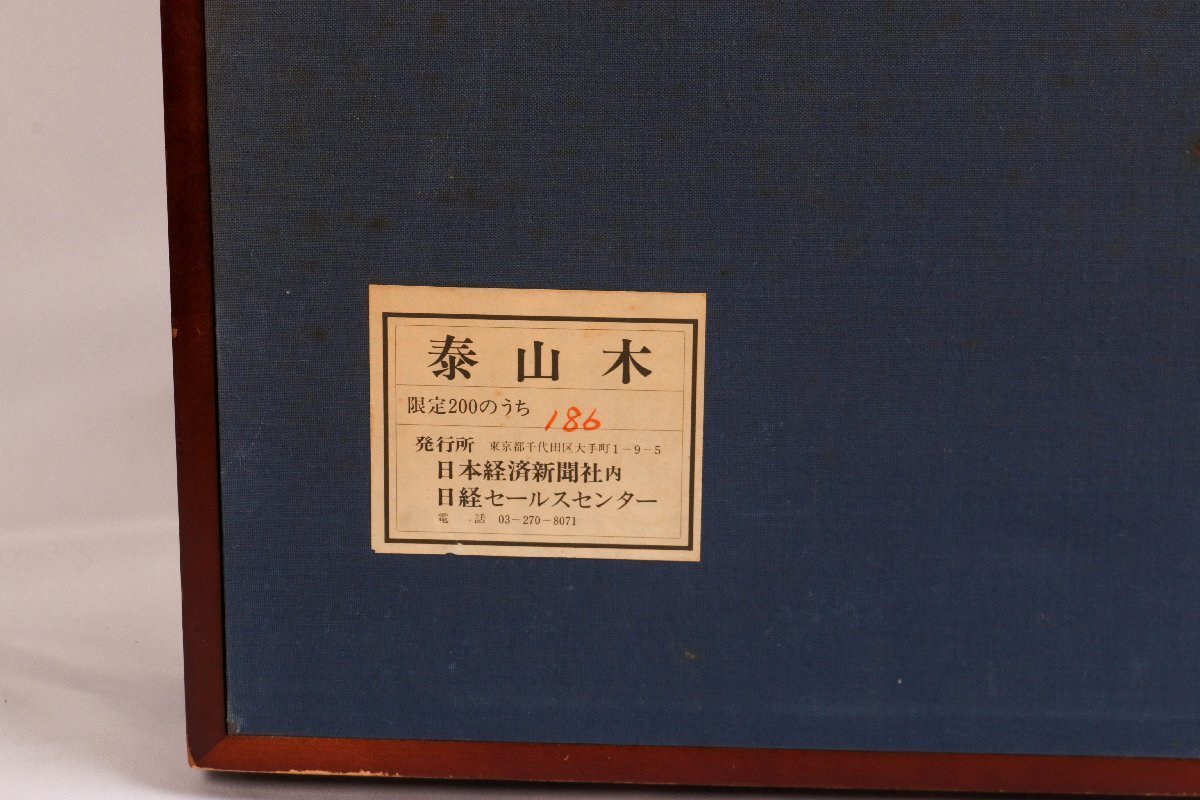 泰山木
限定200のうち 186
発行所 東京都千代田区大手町1-9-5
日本経済新聞社内
日経セールスセンター
電 話 03-270-8071